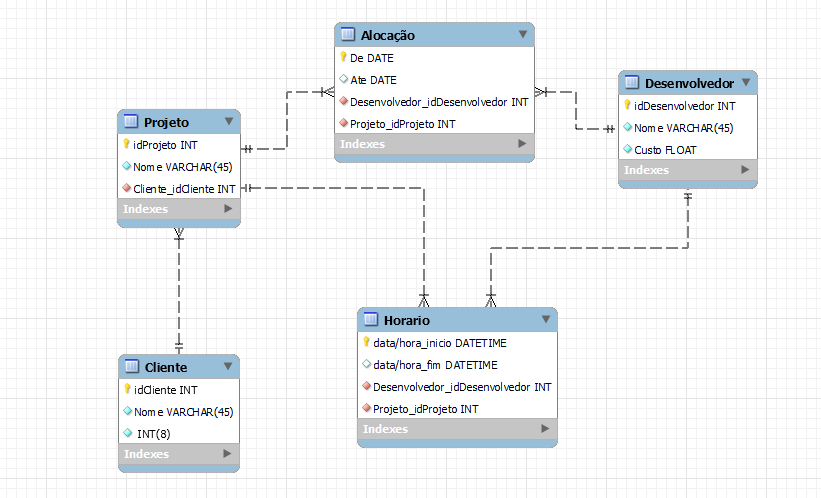 Alocação
De DATE
Ate DATE
Desenvolvedor_idDesenvolvedor INT
Projeto_idProjeto INT
Indexes
Desenvolvedor
idDesenvolvedor INT
Nome VARCHAR(45)
Custo FLOAT
Indexes
Projeto
idProjeto INT
Nome VARCHAR(45)
Cliente_idCliente INT
Indexes
Horario
data/hora_inicio DATETIME
data/hora_fim DATETIME
Desenvolvedor_idDesenvolvedor INT
Projeto_idProjeto INT
Indexes
Cliente
idCliente INT
Nome VARCHAR(45)
INT(8)
Indexes